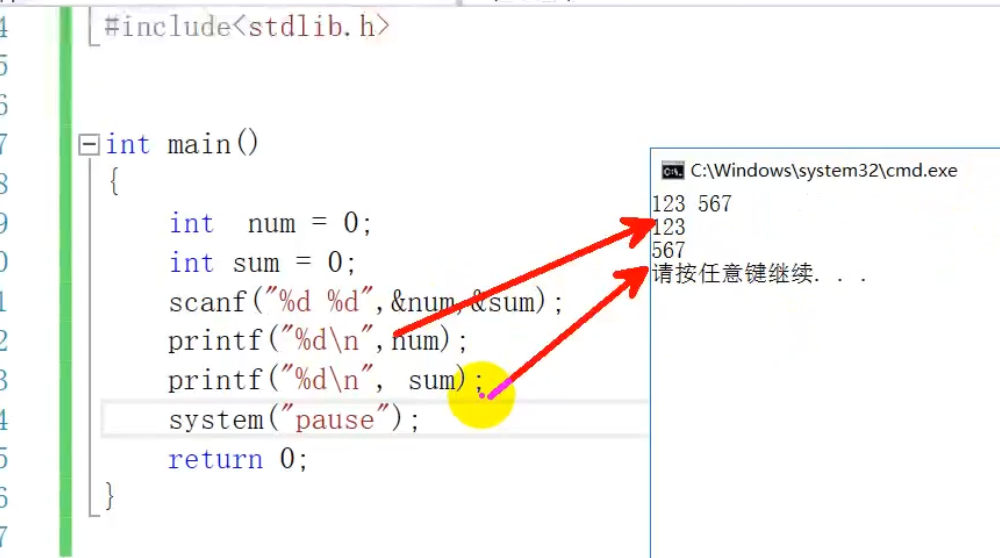 4
#include<stdlib.h>
5
6
7
int main()
8
{
9
int  num = 0;
0
int sum = 0;
1
scanf("%d %d",&num,&sum);
2
printf("%d\n",num);
3
printf("%d\n", sum);
4
system("pause");
5
return 0;
6
}
7
C:\Windows\system32\cmd.exe
123 567
123
567
请按任意键继续. . .